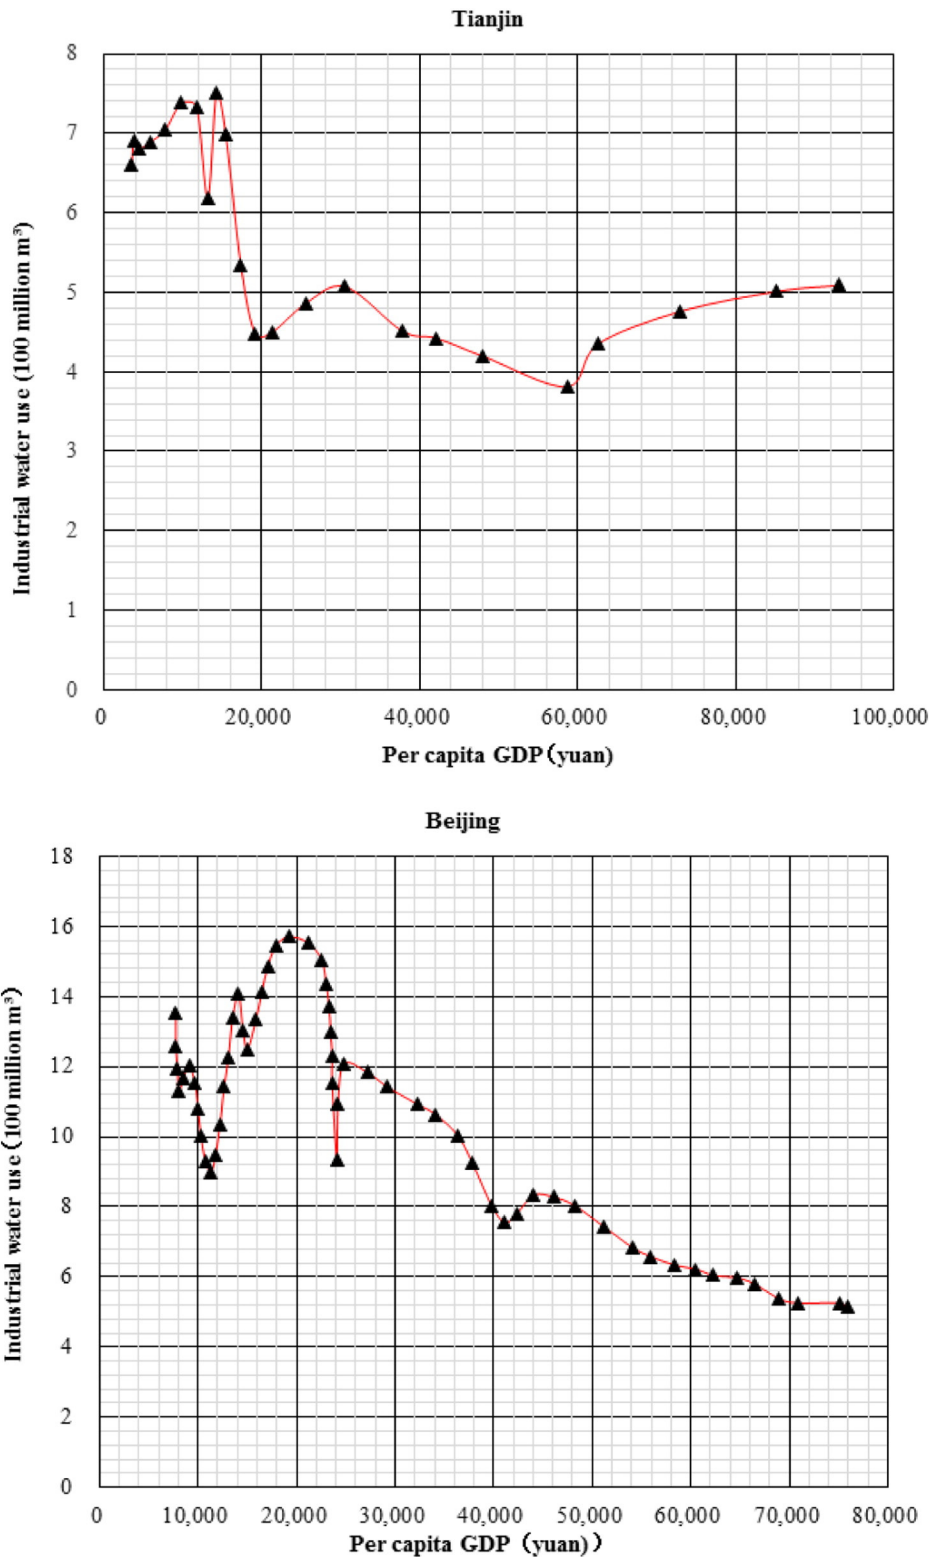 Tianjin
Industrial water use (100 million m³)
8
7
6
5
4
3
2
1
0
0 20,000 40,000 60,000 80,000 100,000
Per capita GDP(yuan)
Beijing
Industrial water use (100 million m³)
18
16
14
12
10
8
6
4
2
0
0 10,000 20,000 30,000 40,000 50,000 60,000 70,000 80,000
Per capita GDP (yuan))